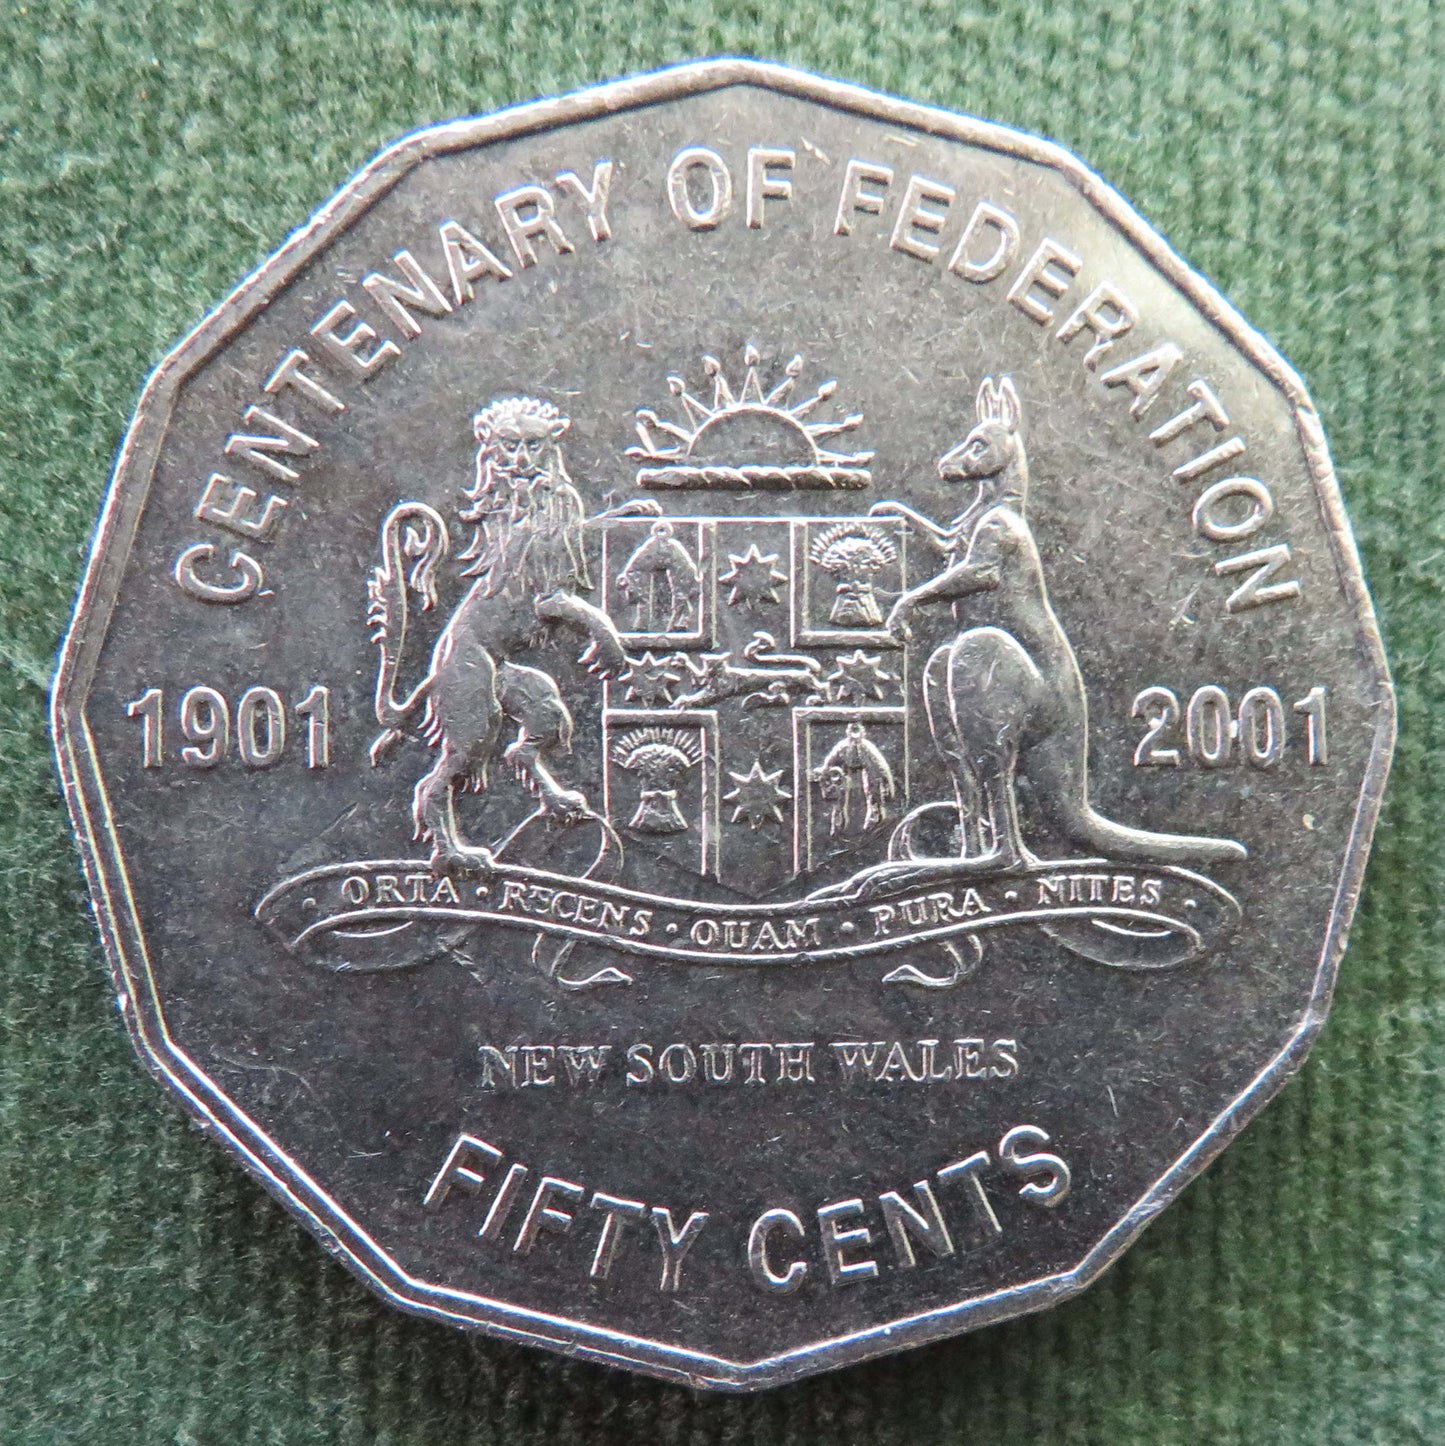 CENTENARY OF FEDERATION
1901 2001
ORTA · RECENS · QUAM · PURA · NITES
NEW SOUTH WALES
FIFTY CENTS